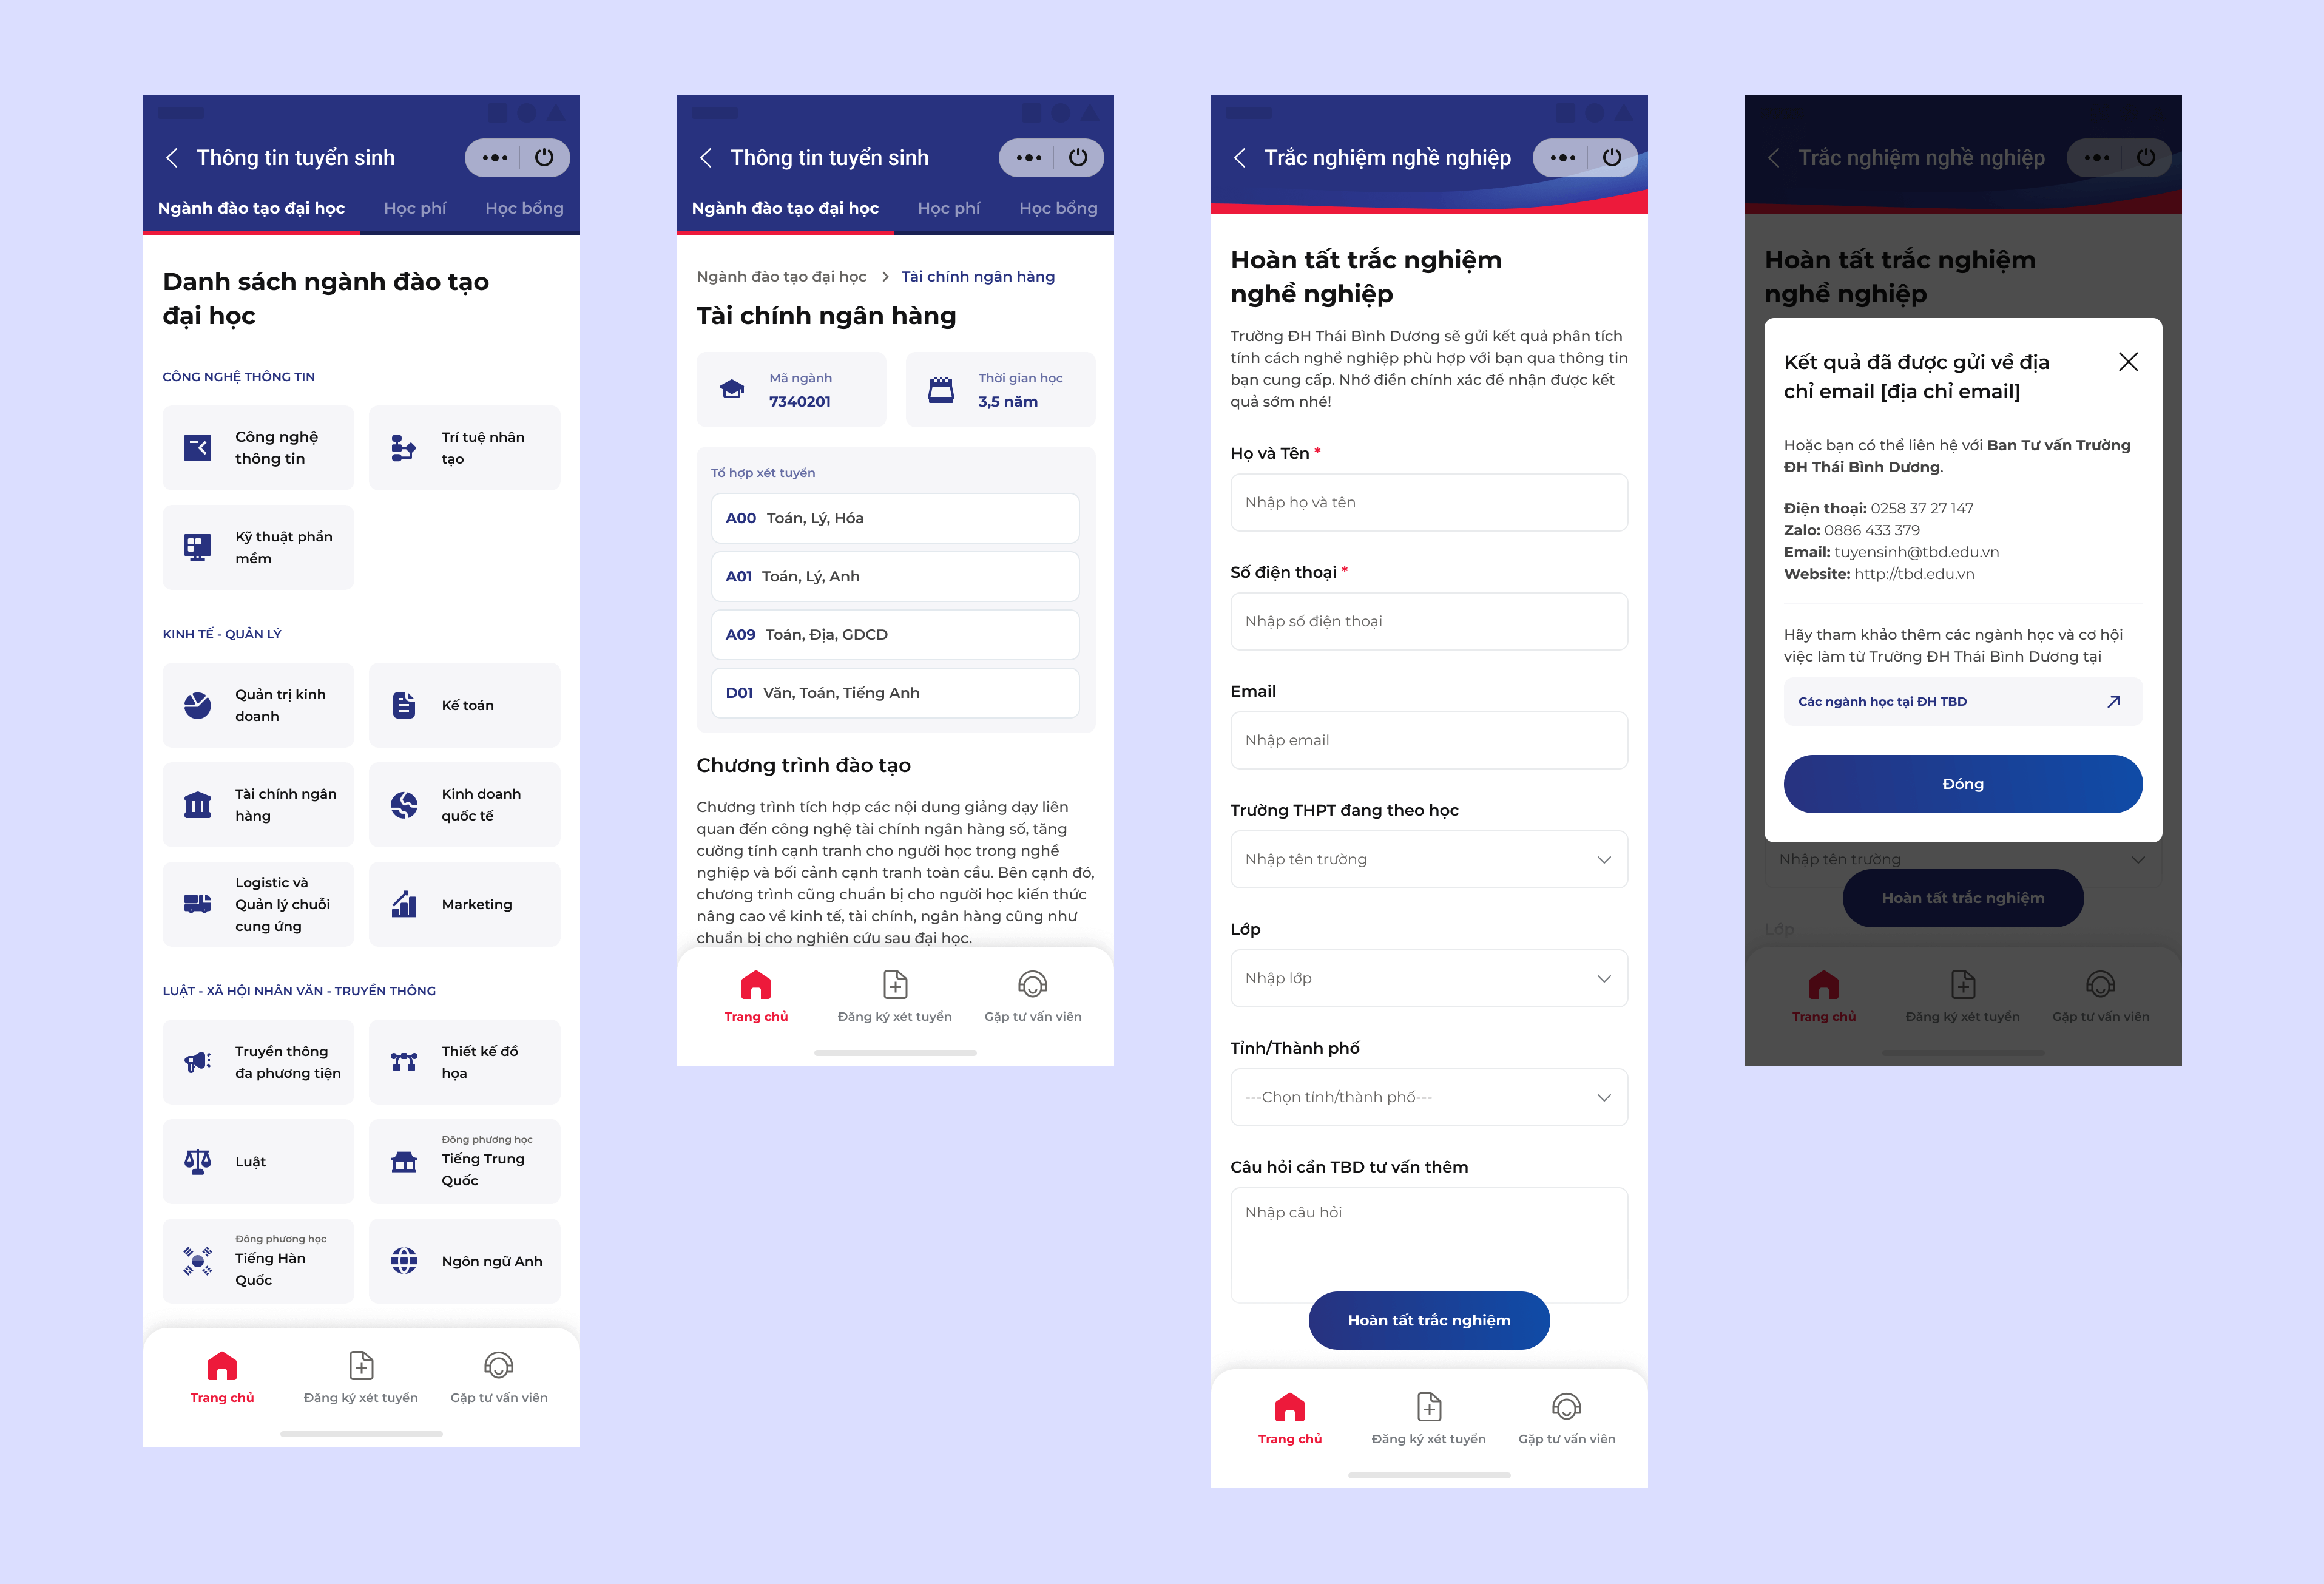 Thông tin tuyển sinh
Ngành đào tạo đại học
Học phí
Học bổng
Danh sách ngành đào tạo
đại học
CÔNG NGHỆ THÔNG TIN
Công nghệ
thông tin
Trí tuệ nhân
tạo
Kỹ thuật phần
mềm
KINH TẾ - QUẢN LÝ
Quản trị kinh
doanh
Kế toán
Tài chính ngân
hàng
Kinh doanh
quốc tế
Logistic và
Quản lý chuỗi
cung ứng
Marketing
LUẬT - XÃ HỘI NHÂN VĂN - TRUYỀN THÔNG
Truyền thông
đa phương tiện
Thiết kế đồ
họa
Luật
Đông phương học
Tiếng Trung
Quốc
Đông phương học
Tiếng Hàn
Quốc
Ngôn ngữ Anh
Trang chủ
Đăng ký xét tuyển
Gặp tư vấn viên
Thông tin tuyển sinh
Ngành đào tạo đại học
Học phí
Học bổng
Ngành đào tạo đại học > Tài chính ngân hàng
Tài chính ngân hàng
Mã ngành
7340201
Thời gian học
3,5 năm
Tổ hợp xét tuyển
A00 Toán, Lý, Hóa
A01 Toán, Lý, Anh
A09 Toán, Địa, GDCD
D01 Văn, Toán, Tiếng Anh
Chương trình đào tạo
Chương trình tích hợp các nội dung giảng dạy liên
quan đến công nghệ tài chính ngân hàng số, tăng
cường tính cạnh tranh cho người học trong nghề
nghiệp và bối cảnh cạnh tranh toàn cầu. Bên cạnh đó,
chương trình cũng chuẩn bị cho người học kiến thức
nâng cao về kinh tế, tài chính, ngân hàng cũng như
chuẩn bị cho nghiên cứu sau đại học.
Trang chủ
Đăng ký xét tuyển
Gặp tư vấn viên
Trắc nghiệm nghề nghiệp
Hoàn tất trắc nghiệm
nghề nghiệp
Trường ĐH Thái Bình Dương sẽ gửi kết quả phân tích
tính cách nghề nghiệp phù hợp với bạn qua thông tin
bạn cung cấp. Nhớ điền chính xác để nhận được kết
quả sớm nhé!
Họ và Tên *
Nhập họ và tên
Số điện thoại *
Nhập số điện thoại
Email
Nhập email
Trường THPT đang theo học
Nhập tên trường
Lớp
Nhập lớp
Tỉnh/Thành phố
---Chọn tỉnh/thành phố---
Câu hỏi cần TBD tư vấn thêm
Nhập câu hỏi
Hoàn tất trắc nghiệm
Trang chủ
Đăng ký xét tuyển
Gặp tư vấn viên
Trắc nghiệm nghề nghiệp
Hoàn tất trắc nghiệm
nghề nghiệp
Kết quả đã được gửi về địa
chỉ email [địa chỉ email]
Hoặc bạn có thể liên hệ với Ban Tư vấn Trường
ĐH Thái Bình Dương.
Điện thoại: 0258 37 27 147
Zalo: 0886 433 379
Email: tuyensinh@tbd.edu.vn
Website: http://tbd.edu.vn
Hãy tham khảo thêm các ngành học và cơ hội
việc làm từ Trường ĐH Thái Bình Dương tại
Các ngành học tại ĐH TBD
Đóng
Nhập tên trường
Hoàn tất trắc nghiệm
Lớp
Trang chủ
Đăng ký xét tuyển
Gặp tư vấn viên